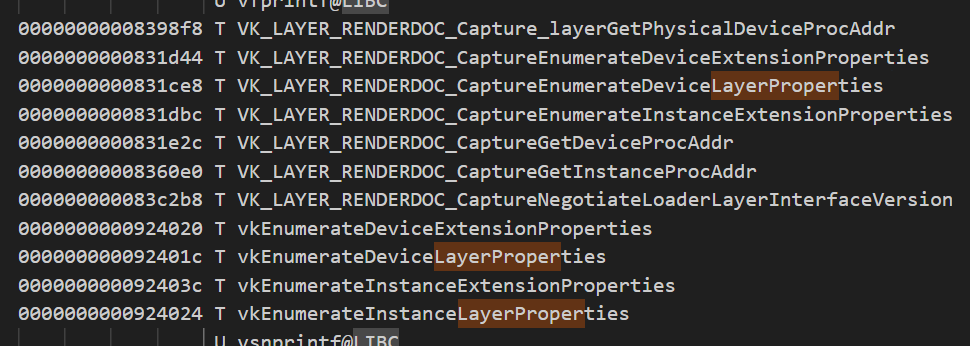 U vfprintf@LIBC
00000000008398f8 T VK_LAYER_RENDERDOC_Capture_layerGetPhysicalDeviceProcAddr
0000000000831d44 T VK_LAYER_RENDERDOC_CaptureEnumerateDeviceExtensionProperties
0000000000831ce8 T VK_LAYER_RENDERDOC_CaptureEnumerateDeviceLayerProperties
0000000000831dbc T VK_LAYER_RENDERDOC_CaptureEnumerateInstanceExtensionProperties
0000000000831e2c T VK_LAYER_RENDERDOC_CaptureGetDeviceProcAddr
00000000008360e0 T VK_LAYER_RENDERDOC_CaptureGetInstanceProcAddr
000000000083c2b8 T VK_LAYER_RENDERDOC_CaptureNegotiateLoaderLayerInterfaceVersion
0000000000924020 T vkEnumerateDeviceExtensionProperties
000000000092401c T vkEnumerateDeviceLayerProperties
000000000092403c T vkEnumerateInstanceExtensionProperties
0000000000924024 T vkEnumerateInstanceLayerProperties
U vsnprintf@LIBC